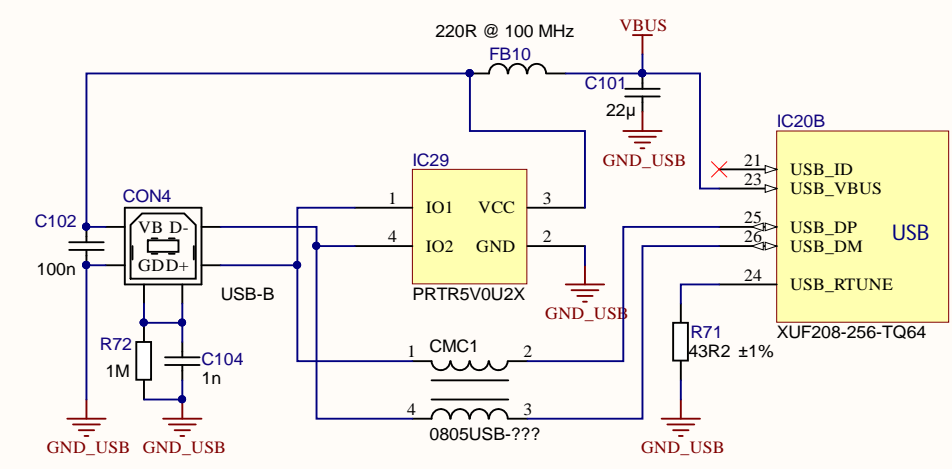 220R @ 100 MHz
VBUS
FB10
C101
22µ
GND_USB
IC20B
21 USB_ID
23 USB_VBUS
25 USB_DP
26 USB_DM
USB
24 USB_RTUNE
XUF208-256-TQ64
IC29
1 IO1 VCC 3
4 IO2 GND 2
PRTR5V0U2X
GND_USB
CON4
C102
100n
VB D-
GDD+
USB-B
R72
1M
C104
1n
GND_USB
GND_USB
1 CMC1 2
4 3
0805USB-???
R71
43R2 ±1%
GND_USB